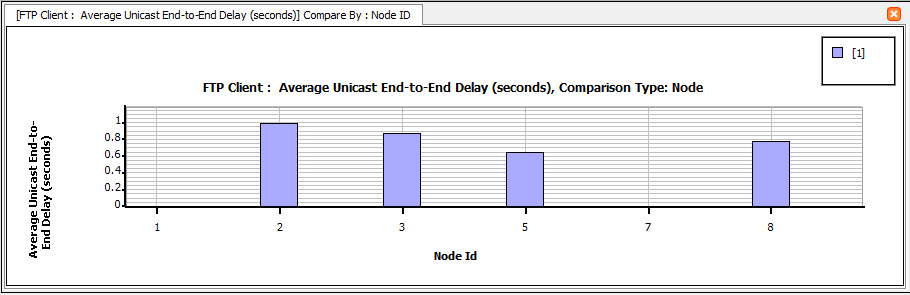 [FTP Client :  Average Unicast End-to-End Delay (seconds)] Compare By : Node ID
[1]
FTP Client :  Average Unicast End-to-End Delay (seconds), Comparison Type: Node
Average Unicast End-to-
End Delay (seconds)
1
0.8
0.6
0.4
0.2
0
1 2 3 5 7 8
Node Id